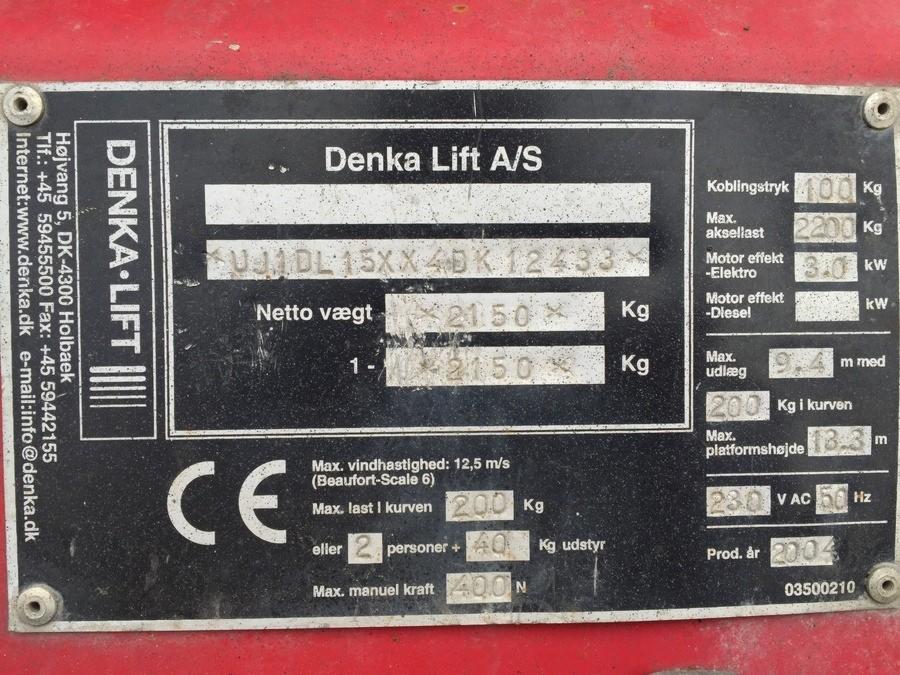 Denka Lift A/S
*UJ1DL15XX4DK12433*
Netto vægt *2150* Kg
1- *2150* Kg
Max. vindhastighed: 12,5 m/s
(Beaufort-Scale 6)
Max. last i kurven 200 Kg
eller 2 personer + 40 Kg udstyr
Max. manuel kraft 400 N
CE
Koblingstryk 100 Kg
Max.
aksellast 2200 Kg
Motor effekt
-Elektro 3.0 kW
Motor effekt
-Diesel kW
Max.
udlæg 9.4 m med
200 Kg i kurven
Max.
platformshøjde 13.3 m
230 V AC 50 Hz
Prod. år 2004
03500210
DENKA•LIFT
Højvang 5, DK-4300 Holbaek
Tlf.: +45 59455500 Fax: +45 59442155
Internet:www.denka.dk e-mail:info@denka.dk